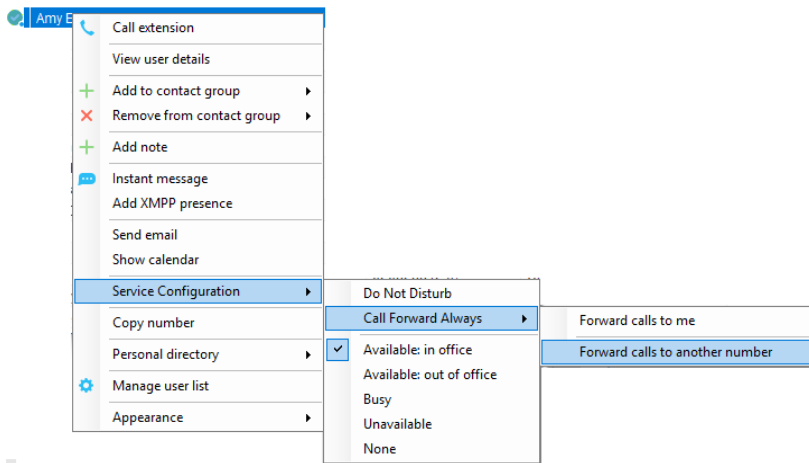 Amy E
Call extension
View user details
Add to contact group
Remove from contact group
Add note
Instant message
Add XMPP presence
Send email
Show calendar
Service Configuration
Copy number
Personal directory
Manage user list
Appearance
Do Not Disturb
Call Forward Always
Available: in office
Available: out of office
Busy
Unavailable
None
Forward calls to me
Forward calls to another number